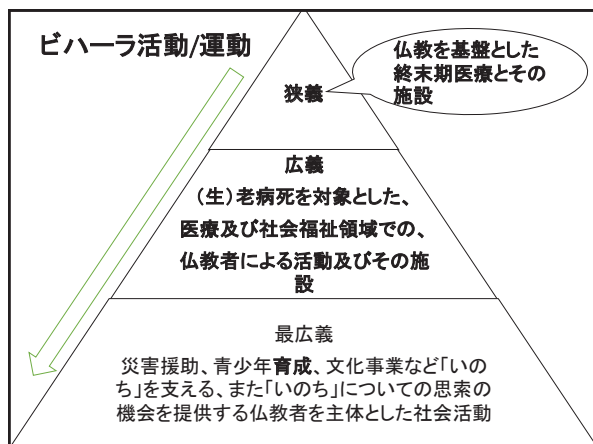 ビハーラ活動/運動
仏教を基盤とした
終末期医療とその
施設
狭義
広義
（生）老病死を対象とした、
医療及び社会福祉領域での、
仏教者による活動及びその施
設
最広義
災害援助、青少年育成、文化事業など「いの
ち」を支える、また「いのち」についての思索の
機会を提供する仏教者を主体とした社会活動